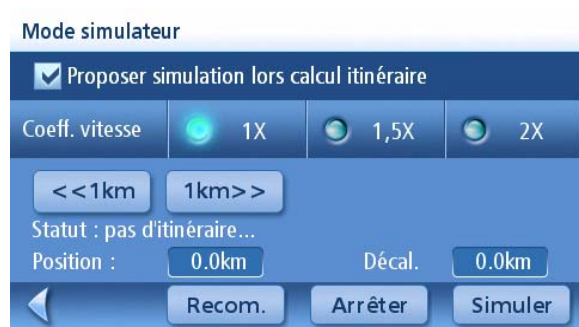 Mode simulateur
Proposer simulation lors calcul itinéraire
Coeff. vitesse 1X 1,5X 2X
<<1km 1km>>
Statut : pas d'itinéraire...
Position : 0.0km Décal. 0.0km
Recom. Arrêter Simuler